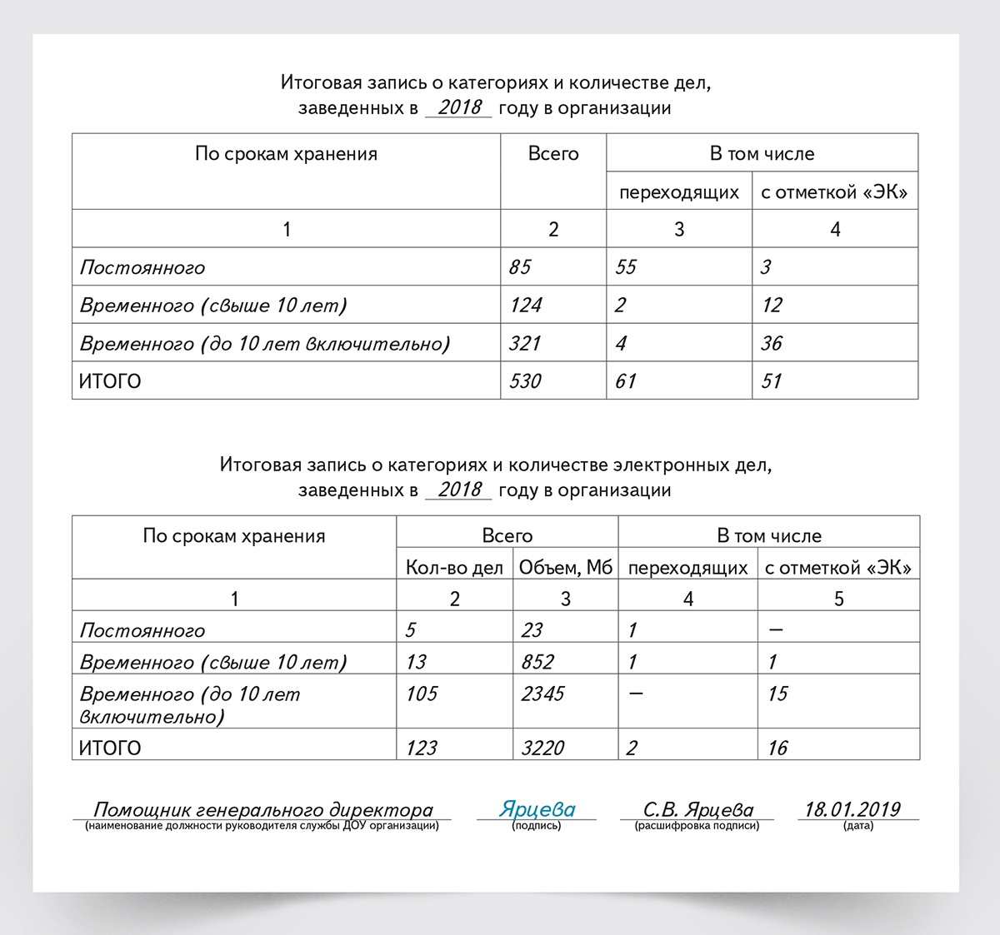 Итоговая запись о категориях и количестве дел,
заведенных в 2018 году в организации
По срокам хранения Всего В том числе
переходящих с отметкой «ЭК»
1 2 3 4
Постоянного 85 55 3
Временного (свыше 10 лет) 124 2 12
Временного (до 10 лет включительно) 321 4 36
ИТОГО 530 61 51
Итоговая запись о категориях и количестве электронных дел,
заведенных в 2018 году в организации
По срокам хранения Всего В том числе
Кол-во дел Объем, Мб переходящих с отметкой «ЭК»
1 2 3 4 5
Постоянного 5 23 1 —
Временного (свыше 10 лет) 13 852 1 1
Временного (до 10 лет 105 2345 — 15
включительно)
ИТОГО 123 3220 2 16
Помощник генерального директора Ярцева С.В. Ярцева 18.01.2019
(наименование должности руководителя службы ДОУ организации) (подпись) (расшифровка подписи) (дата)